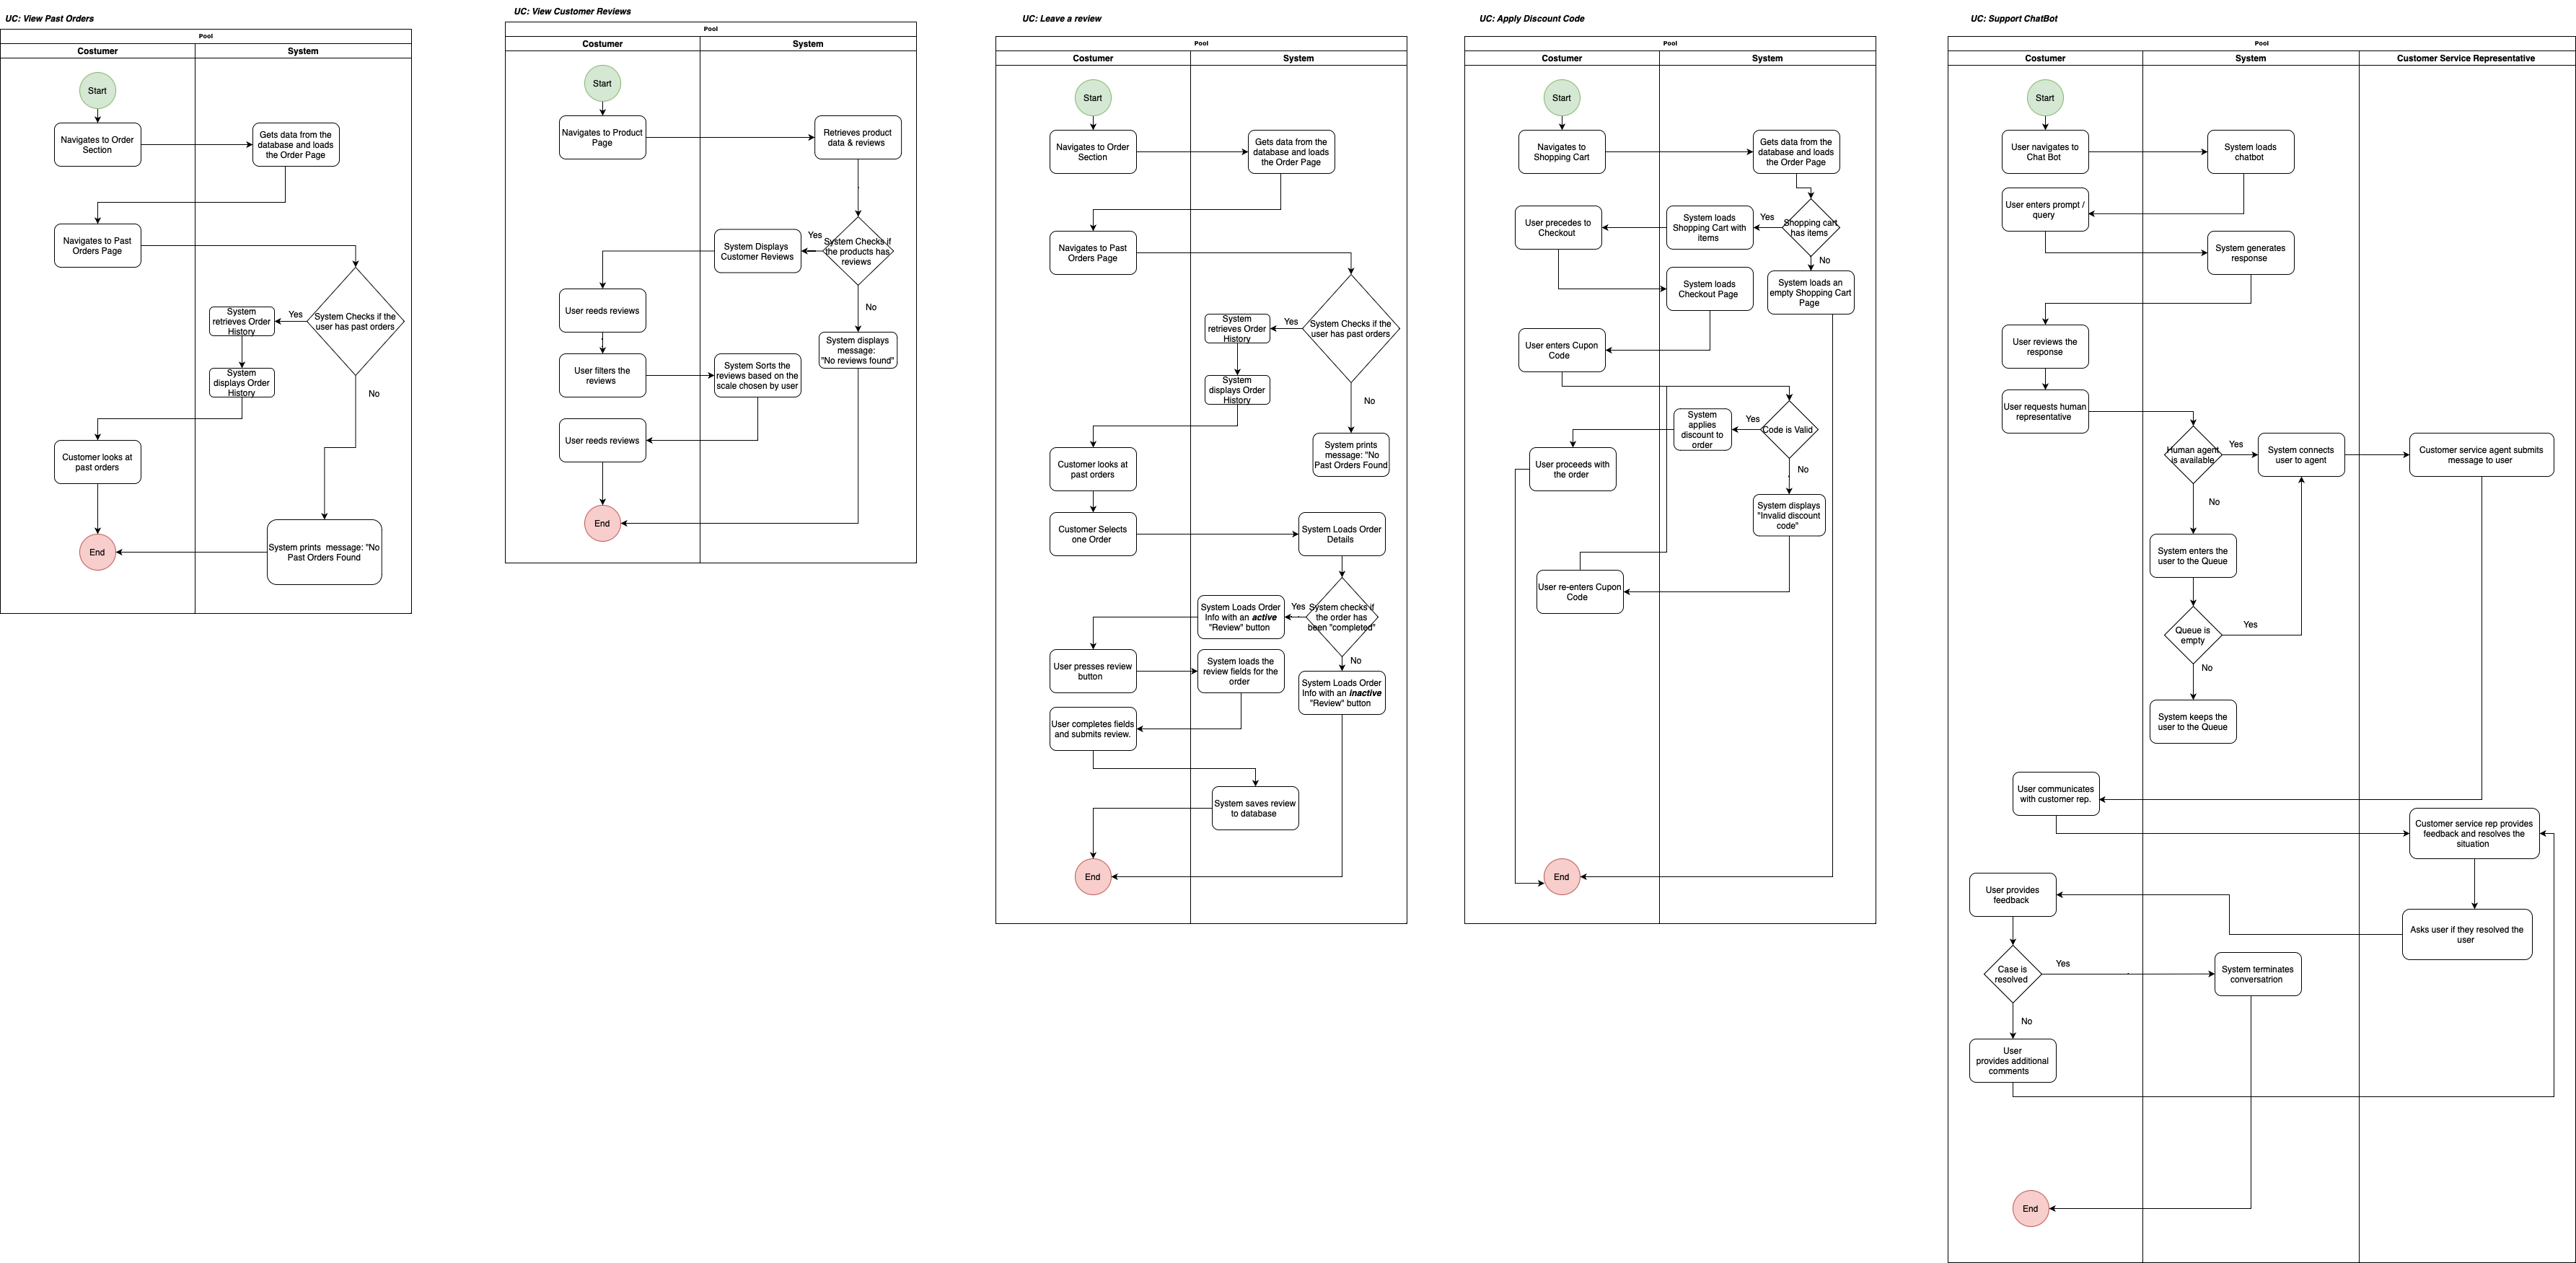 UC: View Past Orders
Pool
Costumer
System
Start
Navigates to Order
Section
Gets data from the
database and loads
the Order Page
Navigates to Past
Orders Page
System Checks if the
user has past orders
Yes
System
retrieves Order
History
System
displays Order
History
No
Customer looks at
past orders
End
System prints  message: "No
Past Orders Found
UC: View Customer Reviews
Pool
Costumer
System
Start
Navigates to Product
Page
Retrieves product
data & reviews
System Checks if
the products has
reviews
Yes
System Displays
Customer Reviews
No
User reeds reviews
System displays
message:
"No reviews found"
User filters the
reviews
System Sorts the
reviews based on the
scale chosen by user
User reeds reviews
End
UC: Leave a review
Pool
Costumer
System
Start
Navigates to Order
Section
Gets data from the
database and loads
the Order Page
Navigates to Past
Orders Page
System Checks if the
user has past orders
Yes
System
retrieves Order
History
System
displays Order
History
No
System prints
message: "No
Past Orders Found
Customer looks at
past orders
Customer Selects
one Order
System Loads Order
Details
System checks if
the order has
been "completed"
Yes
System Loads Order
Info with an active
"Review" button
No
User presses review
button
System loads the
review fields for the
order
System Loads Order
Info with an inactive
"Review" button
User completes fields
and submits review.
System saves review
to database
End
UC: Apply Discount Code
Pool
Costumer
System
Start
Navigates to
Shopping Cart
Gets data from the
database and loads
the Order Page
Shopping cart
has items
Yes
System loads
Shopping Cart with
items
User precedes to
Checkout
No
System loads
Checkout Page
System loads an
empty Shopping Cart
Page
User enters Cupon
Code
Code is Valid
Yes
System
applies
discount to
order
User proceeds with
the order
No
System displays
"Invalid discount
code"
User re-enters Cupon
Code
End
UC: Support ChatBot
Pool
Costumer
System
Customer Service Representative
Start
User navigates to
Chat Bot
System loads
chatbot
User enters prompt /
query
System generates
response
User reviews the
response
User requests human
representative
Human agent
is available
Yes
System connects
user to agent
Customer service agent submits
message to user
No
System enters the
user to the Queue
Queue is
empty
Yes
No
System keeps the
user to the Queue
User communicates
with customer rep.
Customer service rep provides
feedback and resolves the
situation
User provides
feedback
Asks user if they resolved the
user
Case is
resolved
Yes
System terminates
conversatrion
No
User
provides additional
comments
End